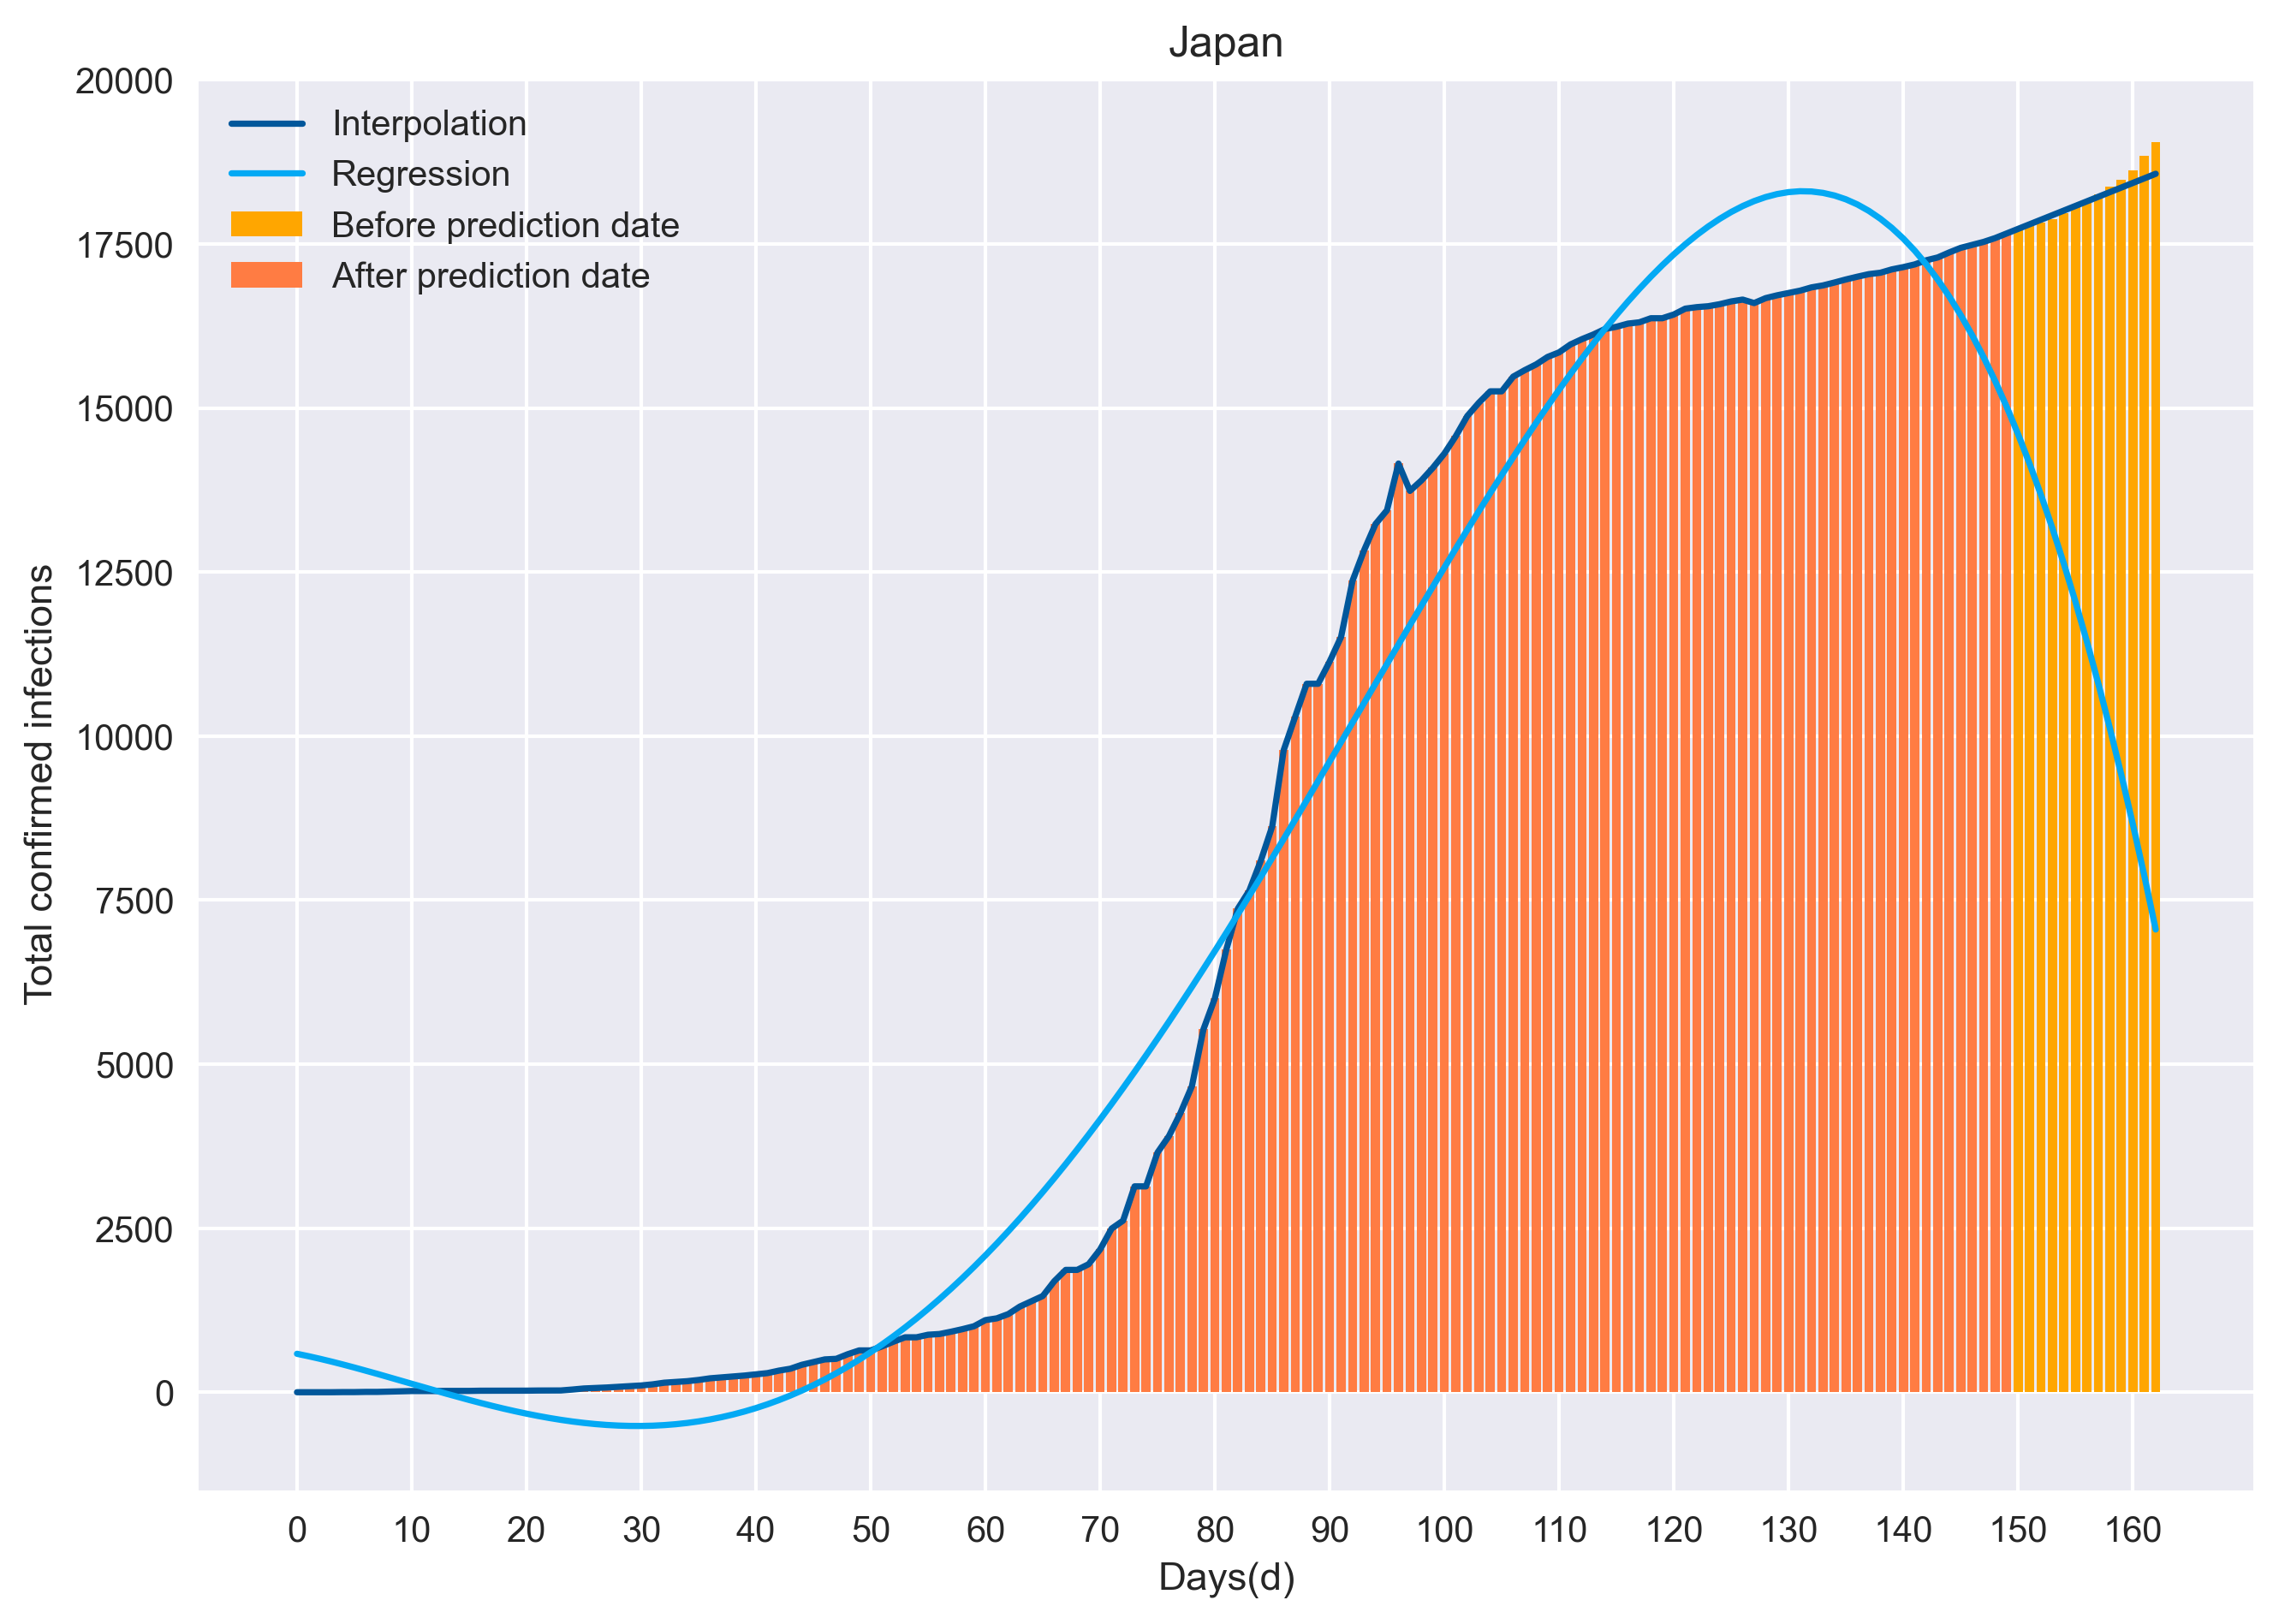 Japan
20000
17500
15000
12500
10000
7500
5000
2500
0
Total confirmed infections
Interpolation
Regression
Before prediction date
After prediction date
0 10 20 30 40 50 60 70 80 90 100 110 120 130 140 150 160
Days(d)